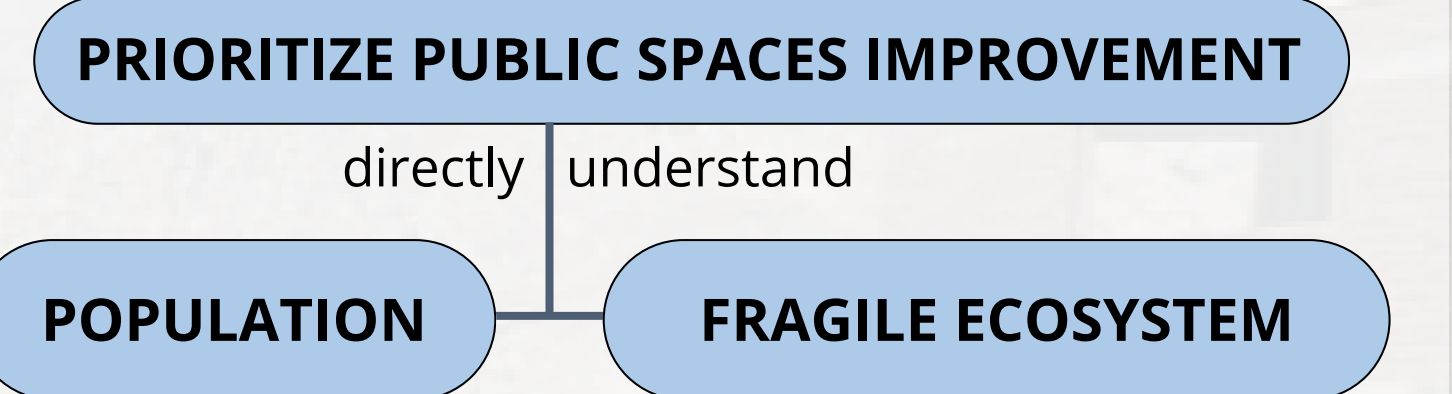 PRIORITIZE PUBLIC SPACES IMPROVEMENT
directly understand
POPULATION
FRAGILE ECOSYSTEM